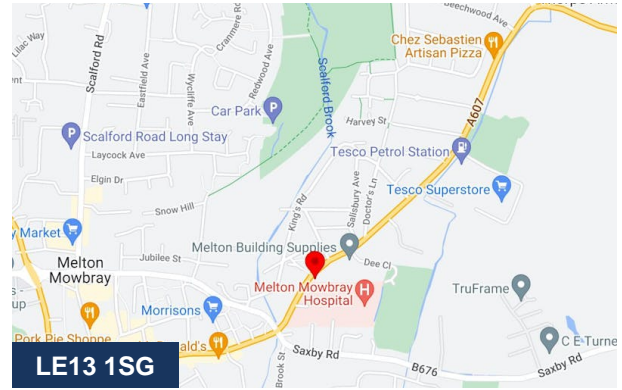 Beechwood Ave
Chez Sebastien
Artisan Pizza
Lilac Way
Scalford Rd
Eastfield Ave
Wycliffe Ave
Cranmere Rd
Redwood Ave
Scalford Brook
Car Park
Harvey St
A607
Scalford Road Long Stay
Tesco Petrol Station
Laycock Ave
Elgin Dr
Tesco Superstore
Snow Hill
King's Rd
Salisbury Ave
Doctor's Ln
Market
Melton
Mowbray
Jubilee St
Melton Building Supplies
Dee Cl
Melton Mowbray
Hospital
TruFrame
Morrisons
Pork Pie Shoppe
Brook St
Saxby Rd
B676
Saxby Rd
C E Turne
LE13 1SG